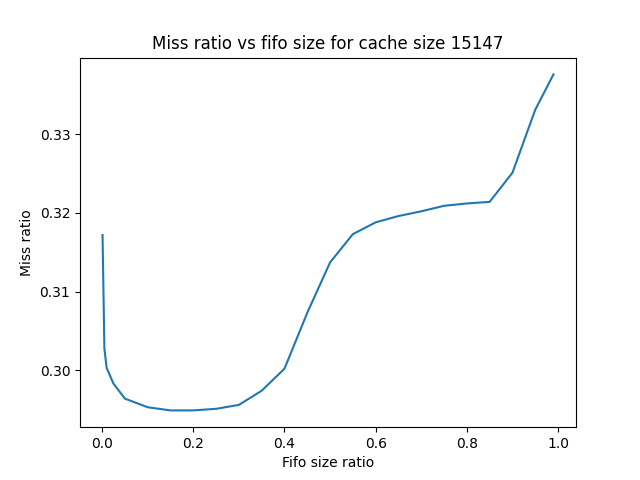 Miss ratio vs fifo size for cache size 15147
0.33
0.32
0.31
0.30
Miss ratio
0.0 0.2 0.4 0.6 0.8 1.0
Fifo size ratio